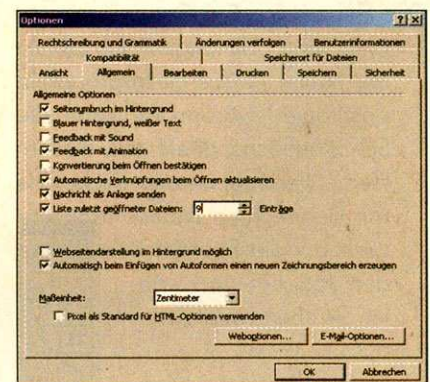 Optionen
Rechtschreibung und Grammatik Änderungen verfolgen Benutzerinformationen
Kompatibilität Speicherort für Dateien
Ansicht Allgemein Bearbeiten Drucken Speichern Sicherheit
Allgemeine Optionen
Seitenumbruch im Hintergrund
Blauer Hintergrund, weißer Text
Feedback mit Sound
Feedback mit Animation
Konvertierung beim Öffnen bestätigen
Automatische Verknüpfungen beim Öffnen aktualisieren
Nachricht als Anlage senden
Liste zuletzt geöffneter Dateien: 9 Einträge
Webseitendarstellung im Hintergrund möglich
Automatisch beim Einfügen von Autoformen einen neuen Zeichnungsbereich erzeugen
Maßeinheit: Zentimeter
Pixel als Standard für HTML-Optionen verwenden
Weboptionen... E-Mail-Optionen...
OK Abbrechen